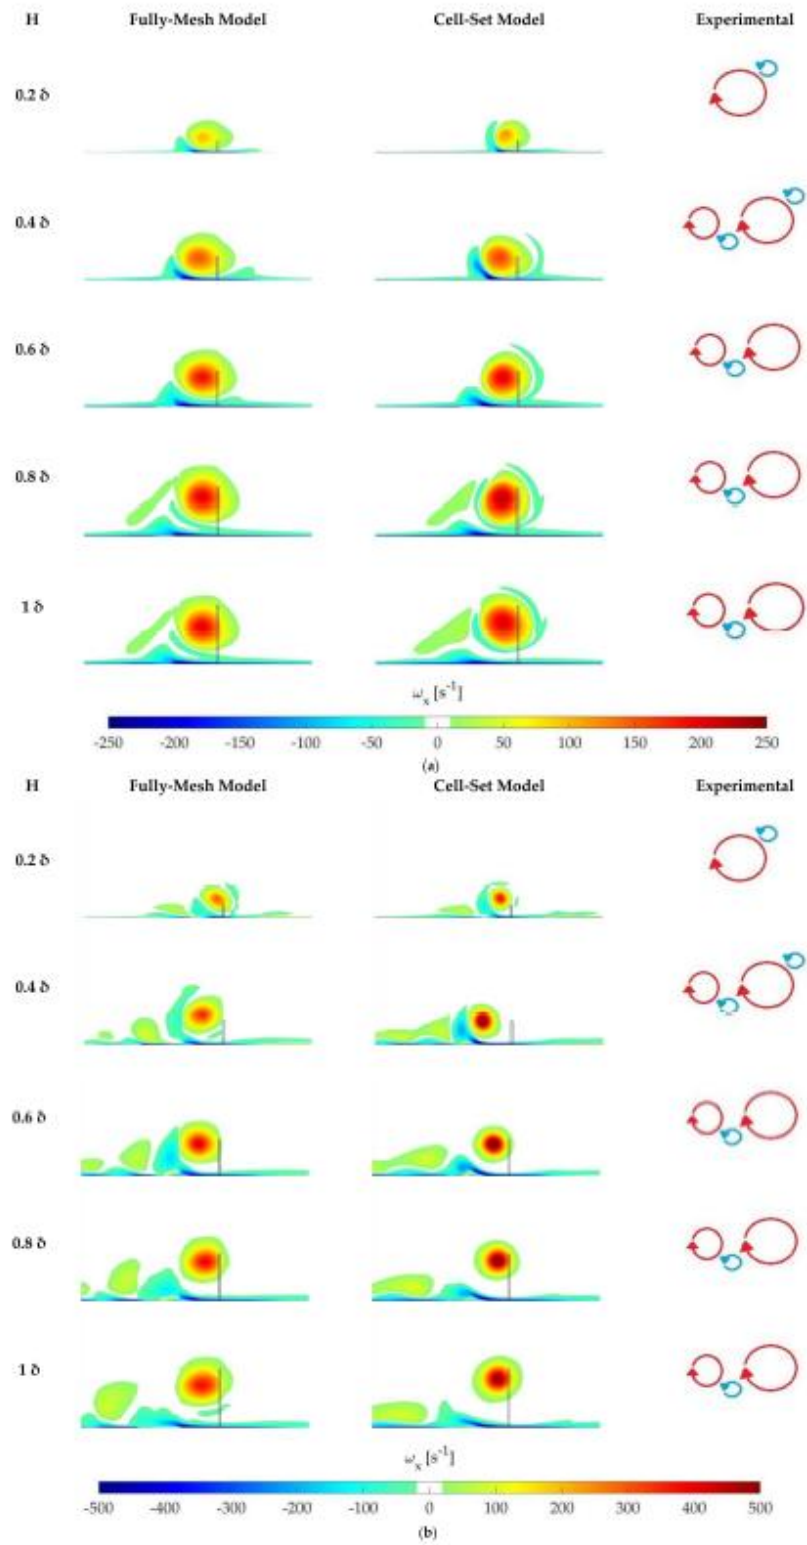 H Fully-Mesh Model Cell-Set Model Experimental
0.2 δ
0.4 δ
0.6 δ
0.8 δ
1 δ
ωx [s-1]
-250 -200 -150 -100 -50 0 50 100 150 200 250
(a)
H Fully-Mesh Model Cell-Set Model Experimental
0.2 δ
0.4 δ
0.6 δ
0.8 δ
1 δ
ωx [s-1]
-500 -400 -300 -200 -100 0 100 200 300 400 500
(b)